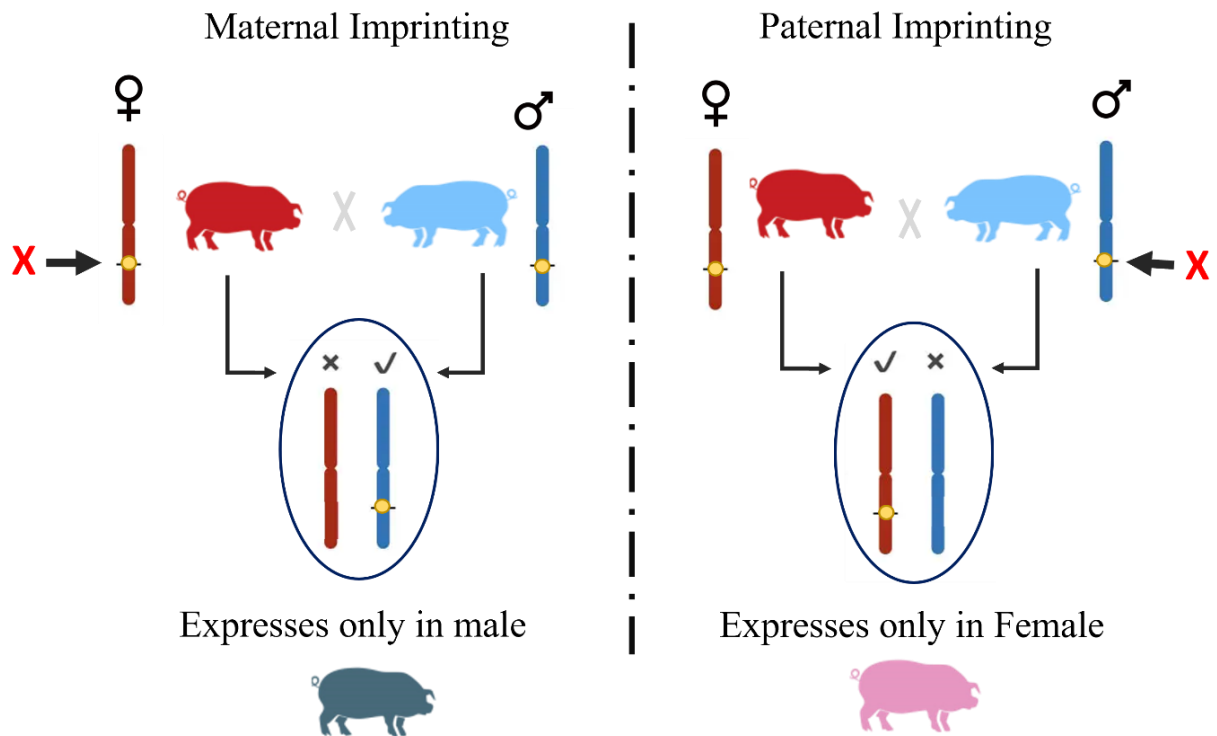 Maternal Imprinting
Paternal Imprinting
♀
♂
♀
♂
X
X
X
X
×
✓
✓
×
Expresses only in male
Expresses only in Female